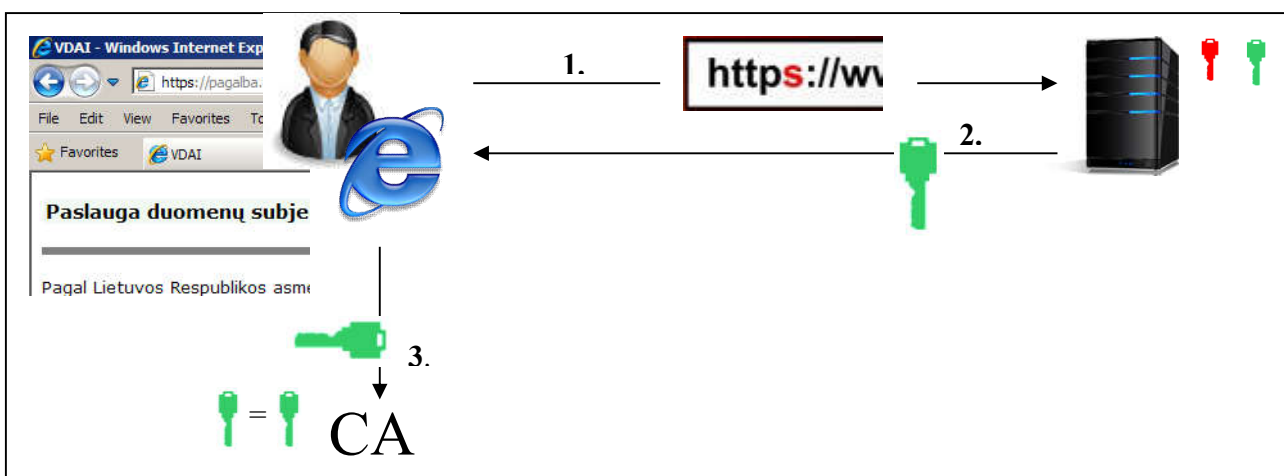 VDAI - Windows Internet Exp
https://pagalba.
File Edit View Favorites To
Favorites VDAI
Paslauga duomenų subje
Pagal Lietuvos Respublikos asme
1.
https://wv
2.
3.
=
CA